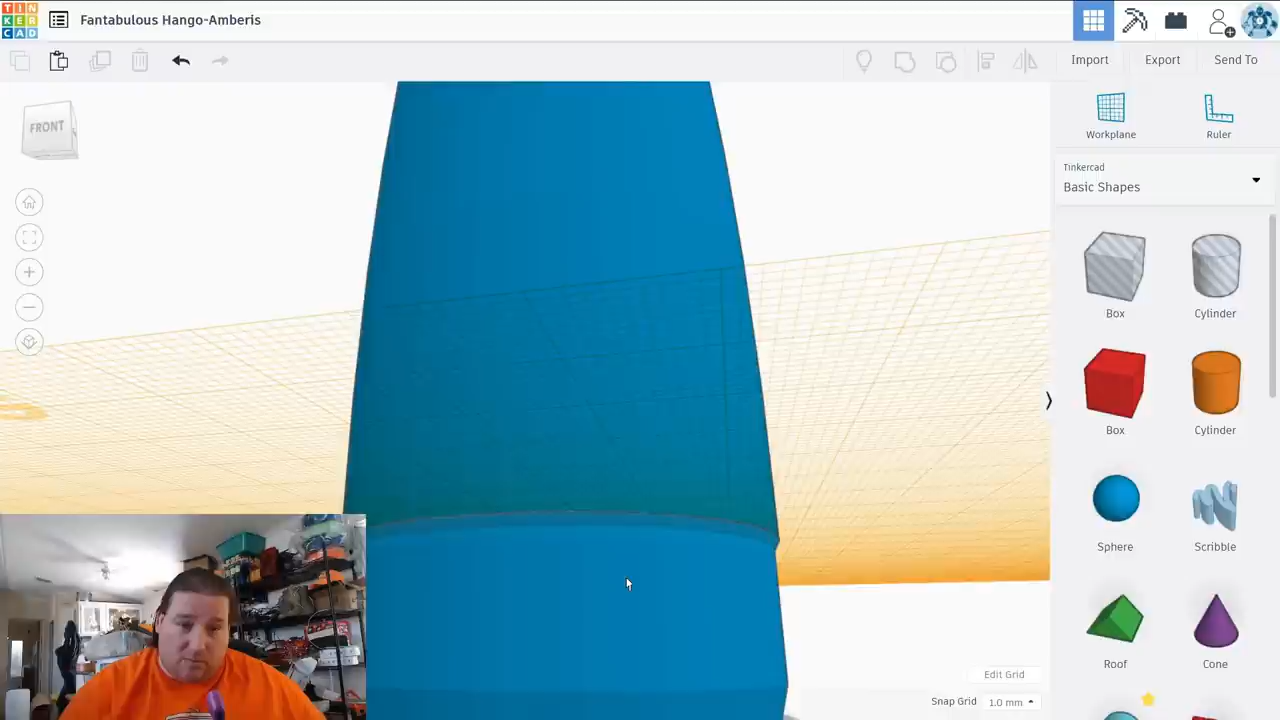 TIN
KER
CAD
Fantabulous Hango-Amberis
Import
Export
Send To
FRONT
Workplane
Ruler
Tinkercad
Basic Shapes
Box
Cylinder
Box
Cylinder
Sphere
Scribble
Roof
Cone
Edit Grid
Snap Grid
1.0 mm